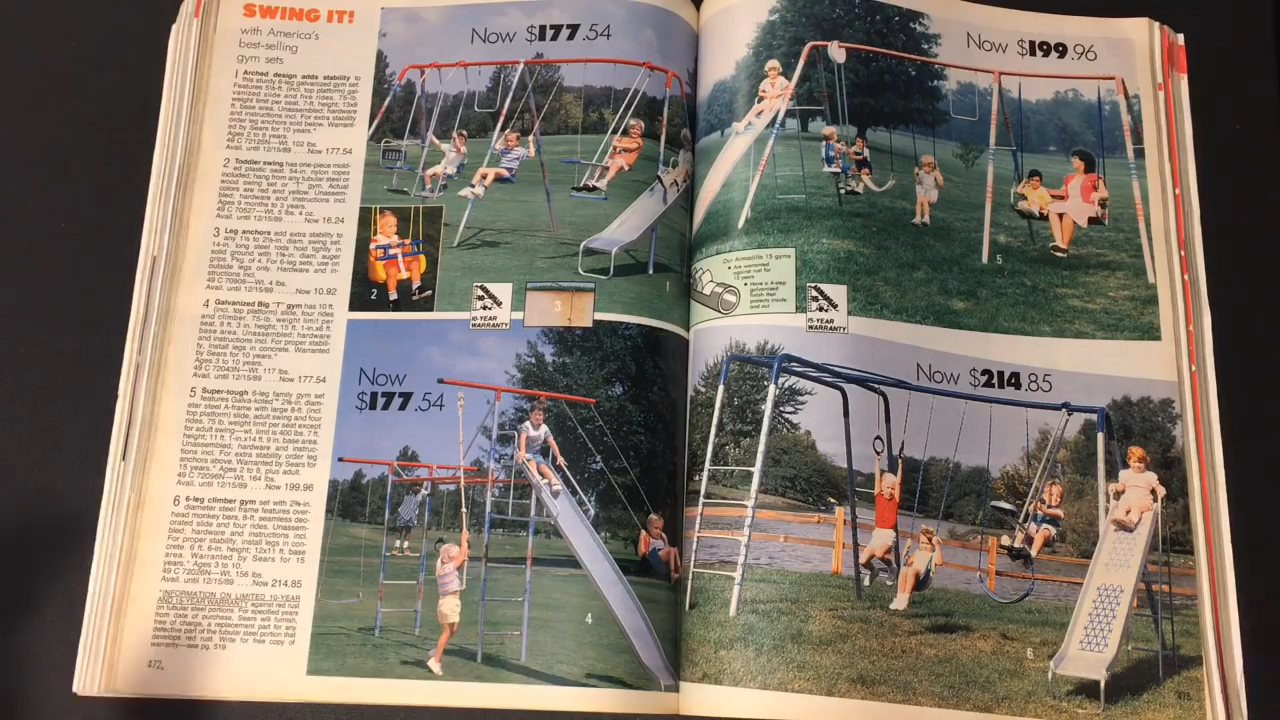 SWING IT!
with America's
best-selling
gym sets
1 Arched design adds stability to
this sturdy 6-leg galvanized gym set.
Features 5½-ft. (incl. top platform) gal-
vanized slide and five rides. 75-lb.
weight limit per seat. 7-ft. height; 13x8
ft. base area. Unassembled; hardware
and instructions incl. For extra stability
order leg anchors sold below. Warrant-
ed by Sears for 10 years.*
Ages 2 to 8 years.
49 C 72125N—Wt. 102 lbs.
Avail. until 12/15/89 ....Now 177.54
2 Toddler swing has one-piece mold-
ed plastic seat. 54-in. nylon ropes
included; hang from any tubular steel or
wood swing set or "T" gym. Actual
colors are red and yellow. Unassem-
bled; hardware and instructions incl.
Ages 9 months to 3 years.
49 C 70527—Wt. 5 lbs. 4 oz.
Avail. until 12/15/89 ......Now 16.24
3 Leg anchors add extra stability to
any 1½ to 2½-in. diam. swing set.
14-in. long steel rods hold tightly in
solid ground with 1⅝-in. diam. auger
grips. Pkg. of 4. For 6-leg sets, use on
outside legs only. Hardware and in-
structions incl.
49 C 70906—Wt. 4 lbs.
Avail. until 12/15/89 ......Now 10.92
4 Galvanized Big "T" gym has 10 ft.
(incl. top platform) slide, four rides
and climber. 75-lb. weight limit per
seat. 8 ft. 3 in. height; 15 ft. 1-in.x6 ft.
base area. Unassembled; hardware
and instructions incl. For proper stabili-
ty, install legs in concrete. Warranted
by Sears for 10 years.*
Ages 3 to 10 years.
49 C 72043N—Wt. 117 lbs.
Avail. until 12/15/89 ....Now 177.54
5 Super-tough 6-leg family gym set
features Galva-koted™ 2⅜-in. diam-
eter steel A-frame with large 8-ft. (incl.
top platform) slide, adult swing and four
rides. 75 lb. weight limit per seat except
for adult swing—wt. limit is 400 lbs. 7 ft.
height; 11 ft. 1-in.x14 ft. 9 in. base area.
Unassembled; hardware and instruc-
tions incl. For extra stability order leg
anchors above. Warranted by Sears for
15 years.* Ages 2 to 8, plus adult.
49 C 72096N—Wt. 164 lbs.
Avail. until 12/15/89 ....Now 199.96
6 6-leg climber gym set with 2⅜-in.
diameter steel frame features over-
head monkey bars, 8-ft. seamless dec-
orated slide and four rides. Unassem-
bled; hardware and instructions incl.
For proper stability, install legs in con-
crete. 6 ft. 6-in. height; 12x11 ft. base
area. Warranted by Sears for 15
years.* Ages 3 to 10.
49 C 72026N—Wt. 156 lbs.
Avail. until 12/15/89 ....Now 214.85
*INFORMATION ON LIMITED 10-YEAR
AND 15-YEAR WARRANTY against red rust
on tubular steel portions. For specified years
from date of purchase, Sears will furnish,
free of charge, a replacement part for any
defective part of the tubular steel portion that
develops red rust. Write for free copy of
warranty—see pg. 519
472
Now $177.54
1
2
10-YEAR
WARRANTY
3
Now
$177.54
4
Now $199.96
5
Our Armadillo 15 gyms
• Are warranted
against rust for
15 years
• Have a 4-step
galvanized
finish that
protects inside
and out
15-YEAR
WARRANTY
Now $214.85
6